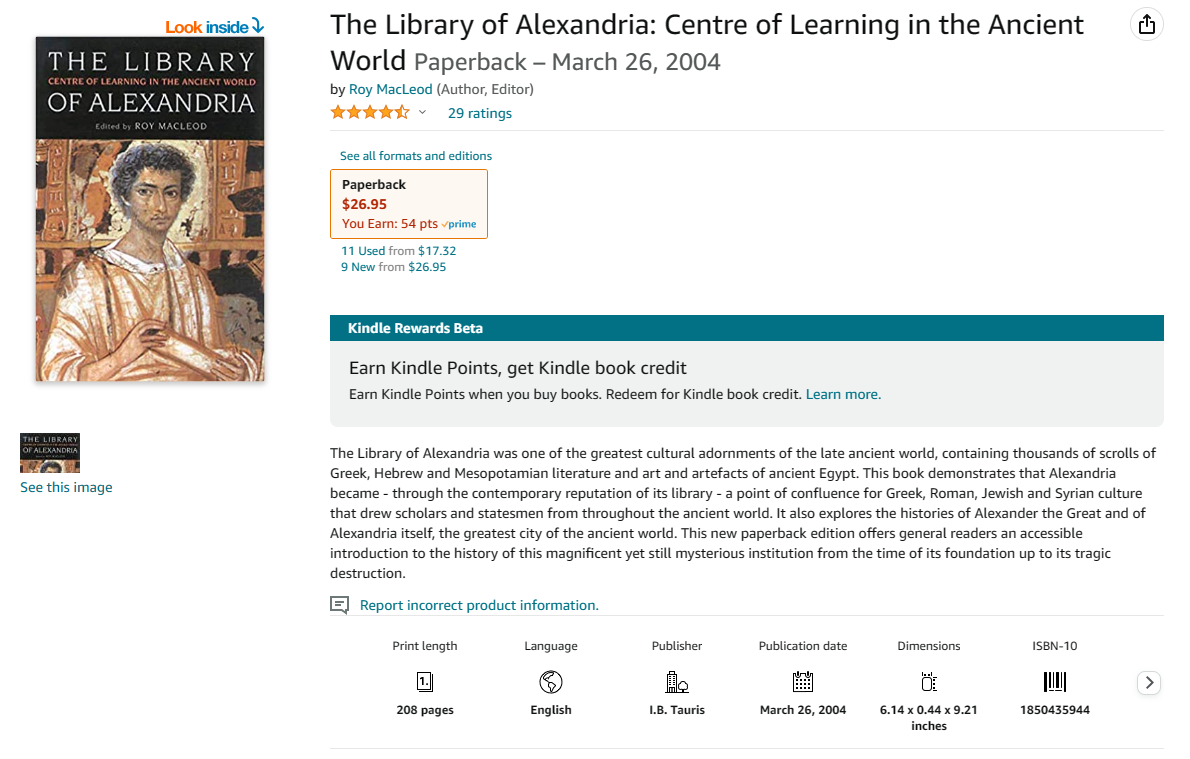 Look inside
THE LIBRARY
CENTRE OF LEARNING IN THE ANCIENT WORLD
OF ALEXANDRIA
Edited by ROY MACLEOD
THE LIBRARY
OF ALEXANDRIA
See this image
The Library of Alexandria: Centre of Learning in the Ancient
World Paperback – March 26, 2004
by Roy MacLeod (Author, Editor)
29 ratings
See all formats and editions
Paperback
$26.95
You Earn: 54 pts prime
11 Used from $17.32
9 New from $26.95
Kindle Rewards Beta
Earn Kindle Points, get Kindle book credit
Earn Kindle Points when you buy books. Redeem for Kindle book credit. Learn more.
The Library of Alexandria was one of the greatest cultural adornments of the late ancient world, containing thousands of scrolls of
Greek, Hebrew and Mesopotamian literature and art and artefacts of ancient Egypt. This book demonstrates that Alexandria
became - through the contemporary reputation of its library - a point of confluence for Greek, Roman, Jewish and Syrian culture
that drew scholars and statesmen from throughout the ancient world. It also explores the histories of Alexander the Great and of
Alexandria itself, the greatest city of the ancient world. This new paperback edition offers general readers an accessible
introduction to the history of this magnificent yet still mysterious institution from the time of its foundation up to its tragic
destruction.
Report incorrect product information.
Print length
Language
Publisher
Publication date
Dimensions
ISBN-10
1.
208 pages
English
I.B. Tauris
March 26, 2004
6.14 x 0.44 x 9.21
inches
1850435944